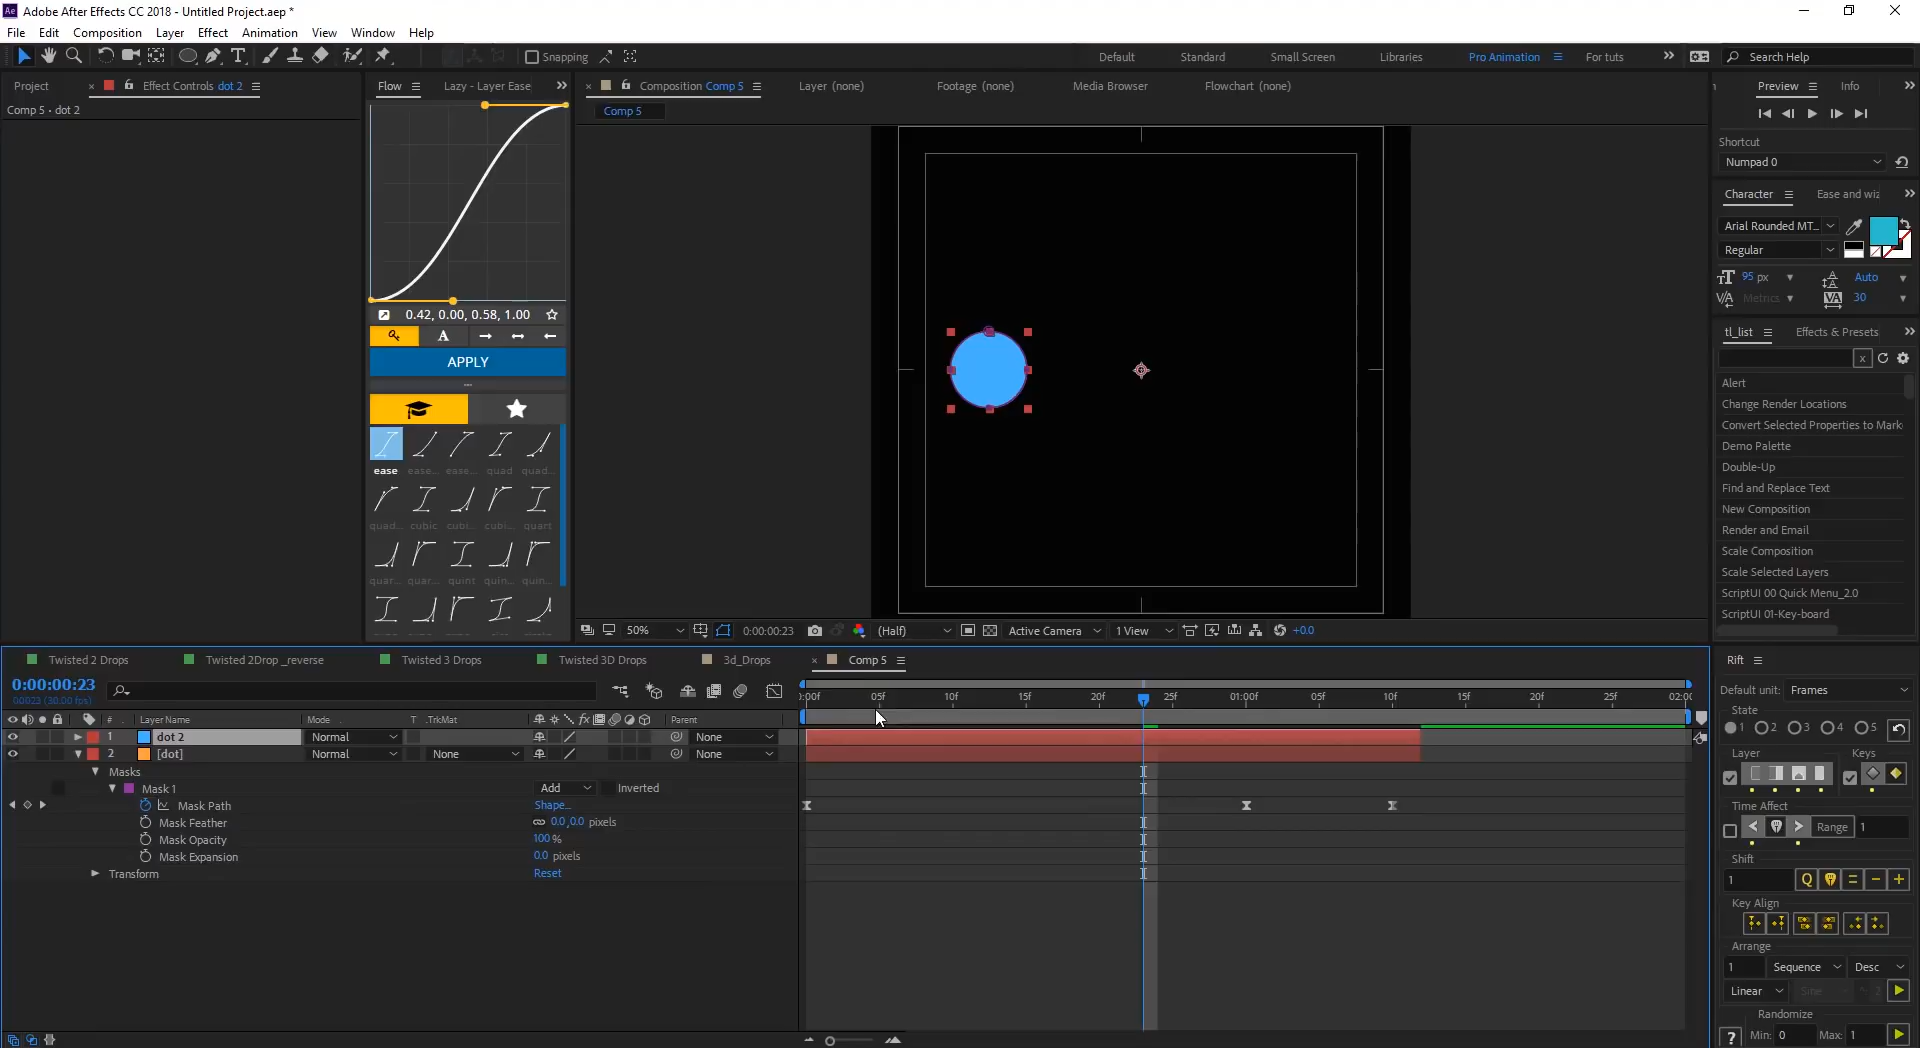 Adobe After Effects CC 2018 - Untitled Project.aep *
File Edit Composition Layer Effect Animation View Window Help
Snapping
Default Standard Small Screen Libraries Pro Animation For tuts Search Help
Project Effect Controls dot 2
Comp 5 • dot 2
Flow Lazy - Layer Ease
0.42, 0.00, 0.58, 1.00
A
APPLY
ease ease... ease... quad quad...
quad... cubic cubi... cubi... quart
quar... quar... quint quin... quin...
Composition Comp 5 Layer (none) Footage (none) Media Browser Flowchart (none)
Comp 5
50% 0:00:00:23 (Half) Active Camera 1 View +0.0
Preview Info
Shortcut
Numpad 0
Character Ease and wiz
Arial Rounded MT...
Regular
95 px Auto
Metrics 30
tl_list Effects & Presets
x
Alert
Change Render Locations
Convert Selected Properties to Mark
Demo Palette
Double-Up
Find and Replace Text
New Composition
Render and Email
Scale Composition
Scale Selected Layers
ScriptUI 00 Quick Menu_2.0
ScriptUI 01-Key-board
Twisted 2 Drops Twisted 2Drop _reverse Twisted 3 Drops Twisted 3D Drops 3d_Drops Comp 5
0:00:00:23
00023 (30.00 fps)
:00f 05f 10f 15f 20f 25f 01:00f 05f 10f 15f 20f 25f 02:00
# Layer Name Mode T .TrkMat Parent
1 dot 2 Normal None
2 [dot] Normal None None
Masks
Mask 1 Add Inverted
Mask Path Shape...
Mask Feather 0.0,0.0 pixels
Mask Opacity 100 %
Mask Expansion 0.0 pixels
Transform Reset
Rift
Default unit: Frames
State
1 2 3 4 5
Layer Keys
Time Affect
< > Range 1
Shift
1 Q = − +
Key Align
Arrange
1 Sequence Desc
Linear Sine
Randomize
? Min: 0 Max: 1